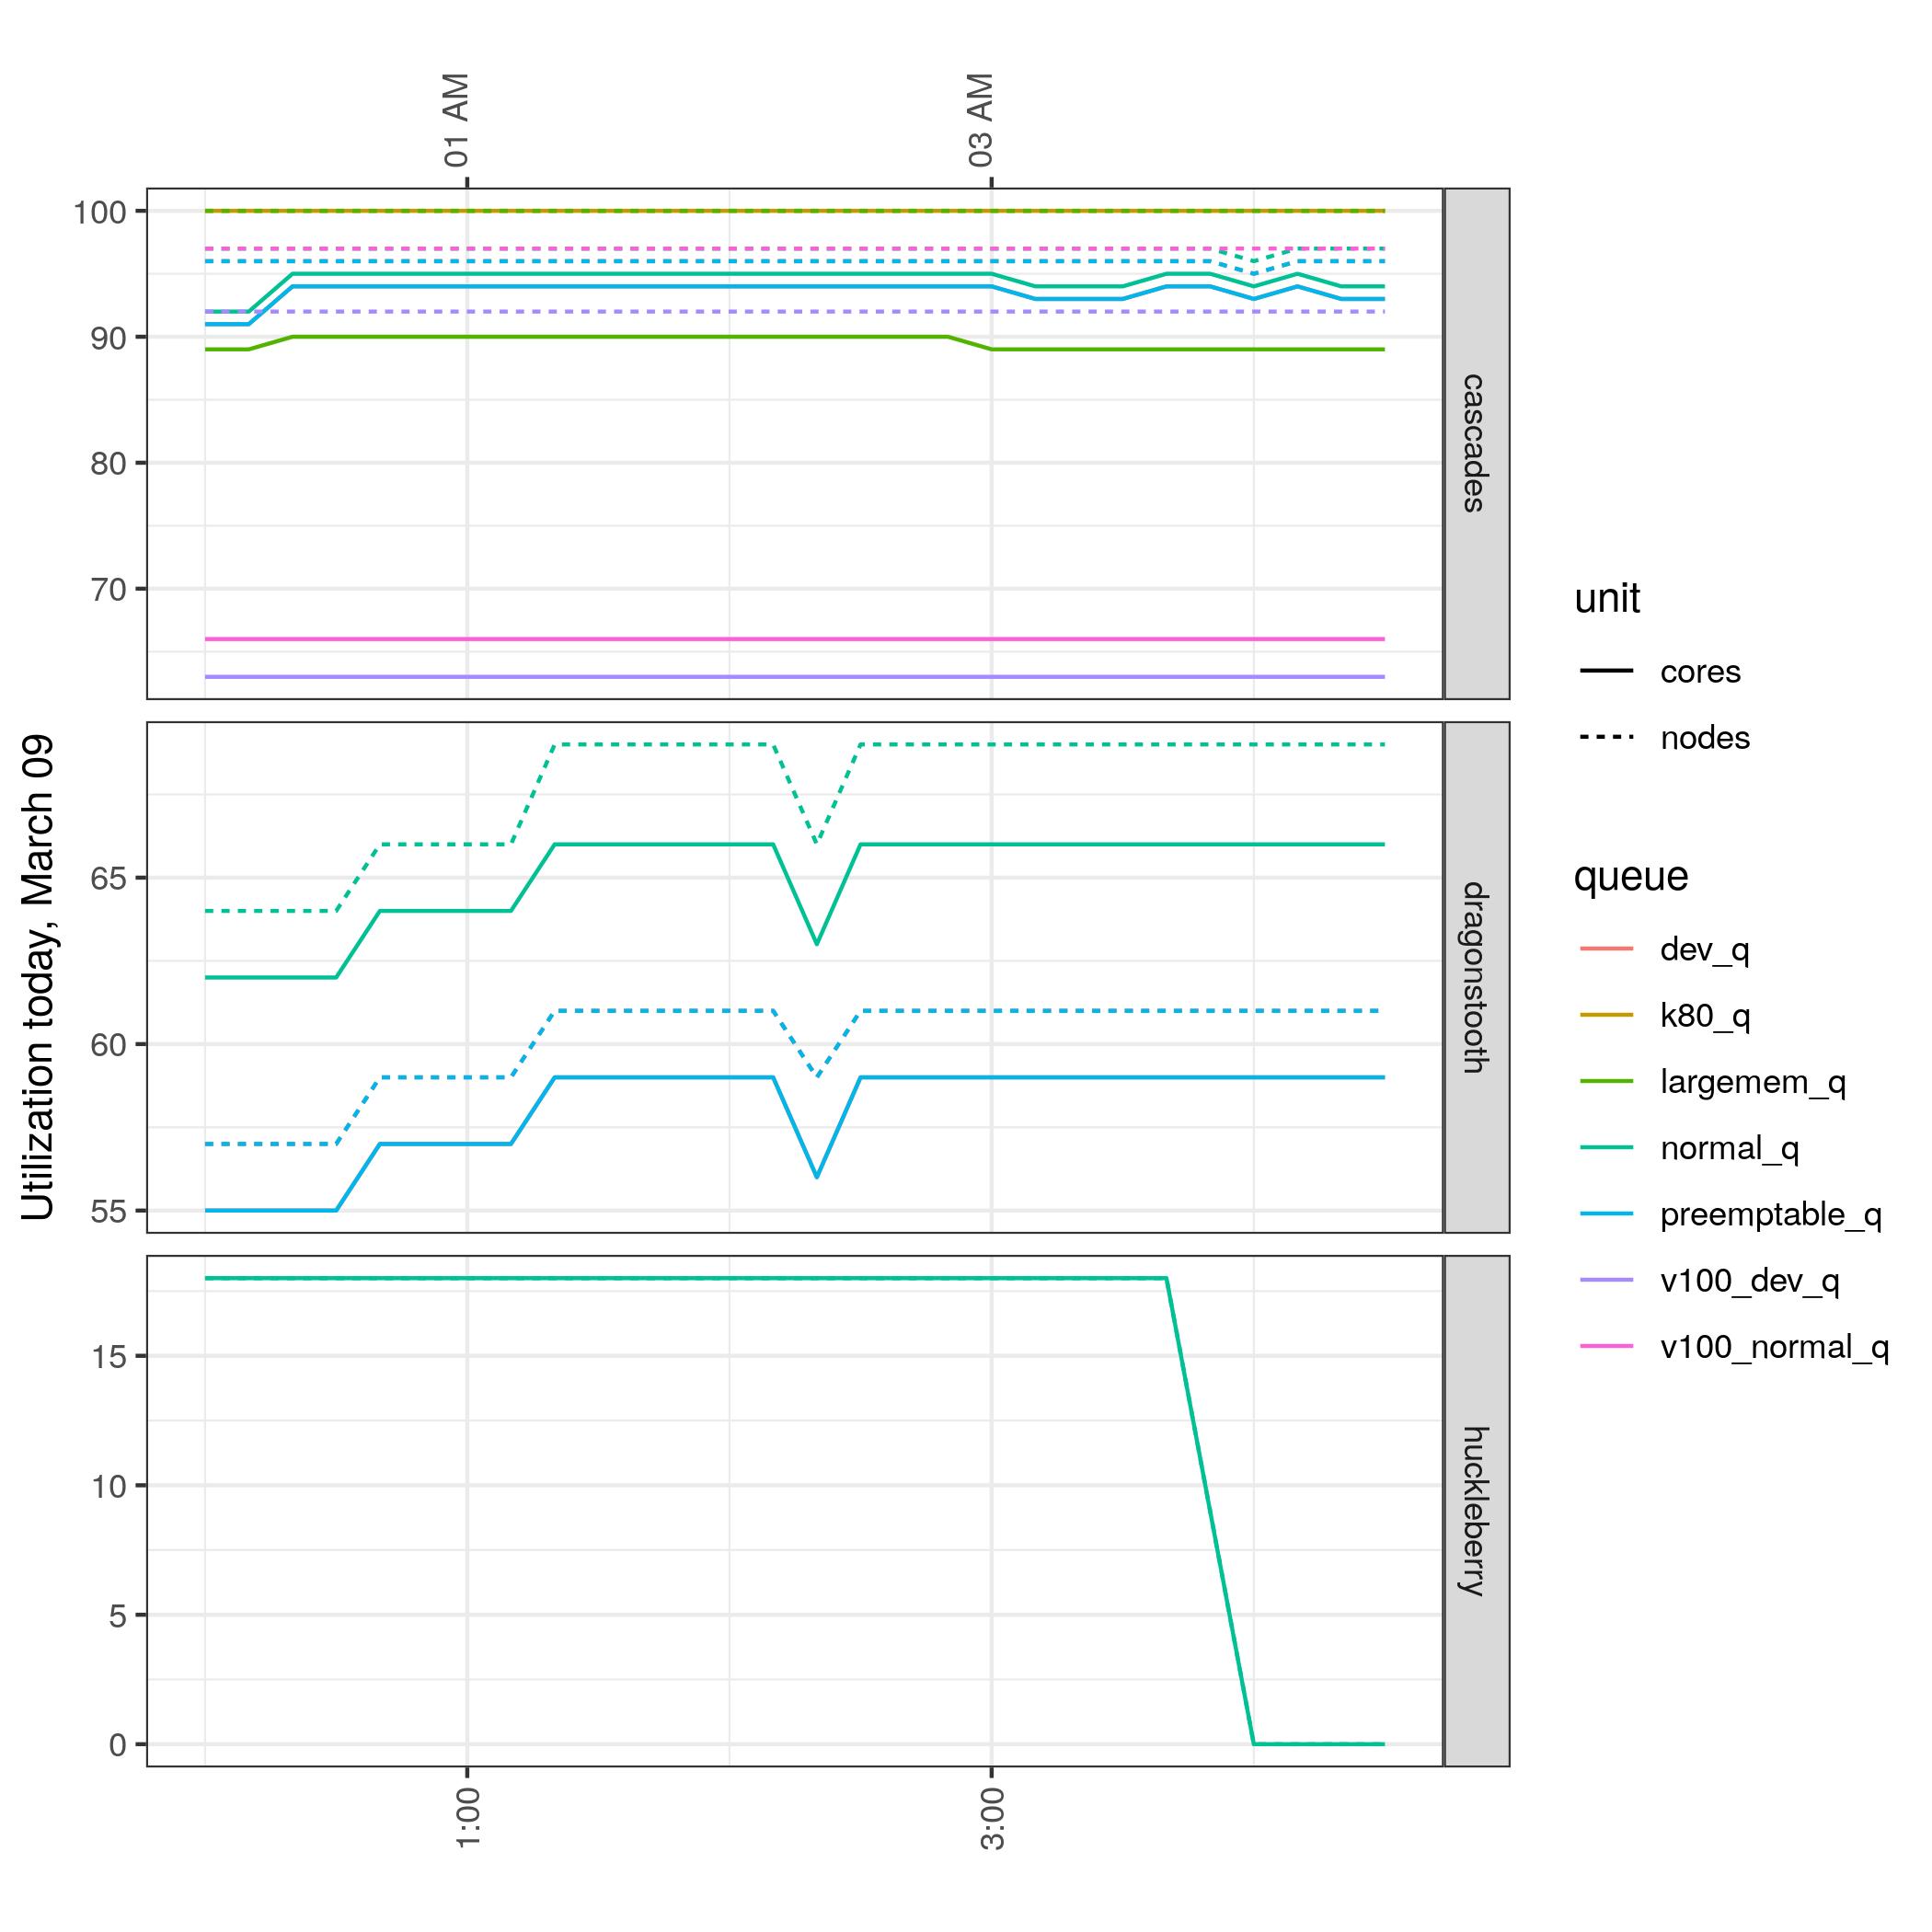 01 AM
03 AM
Utilization today, March 09
100
90
80
70
cascades
65
60
55
dragonstooth
15
10
5
0
huckleberry
1:00
3:00
unit
cores
nodes
queue
dev_q
k80_q
largemem_q
normal_q
preemptable_q
v100_dev_q
v100_normal_q